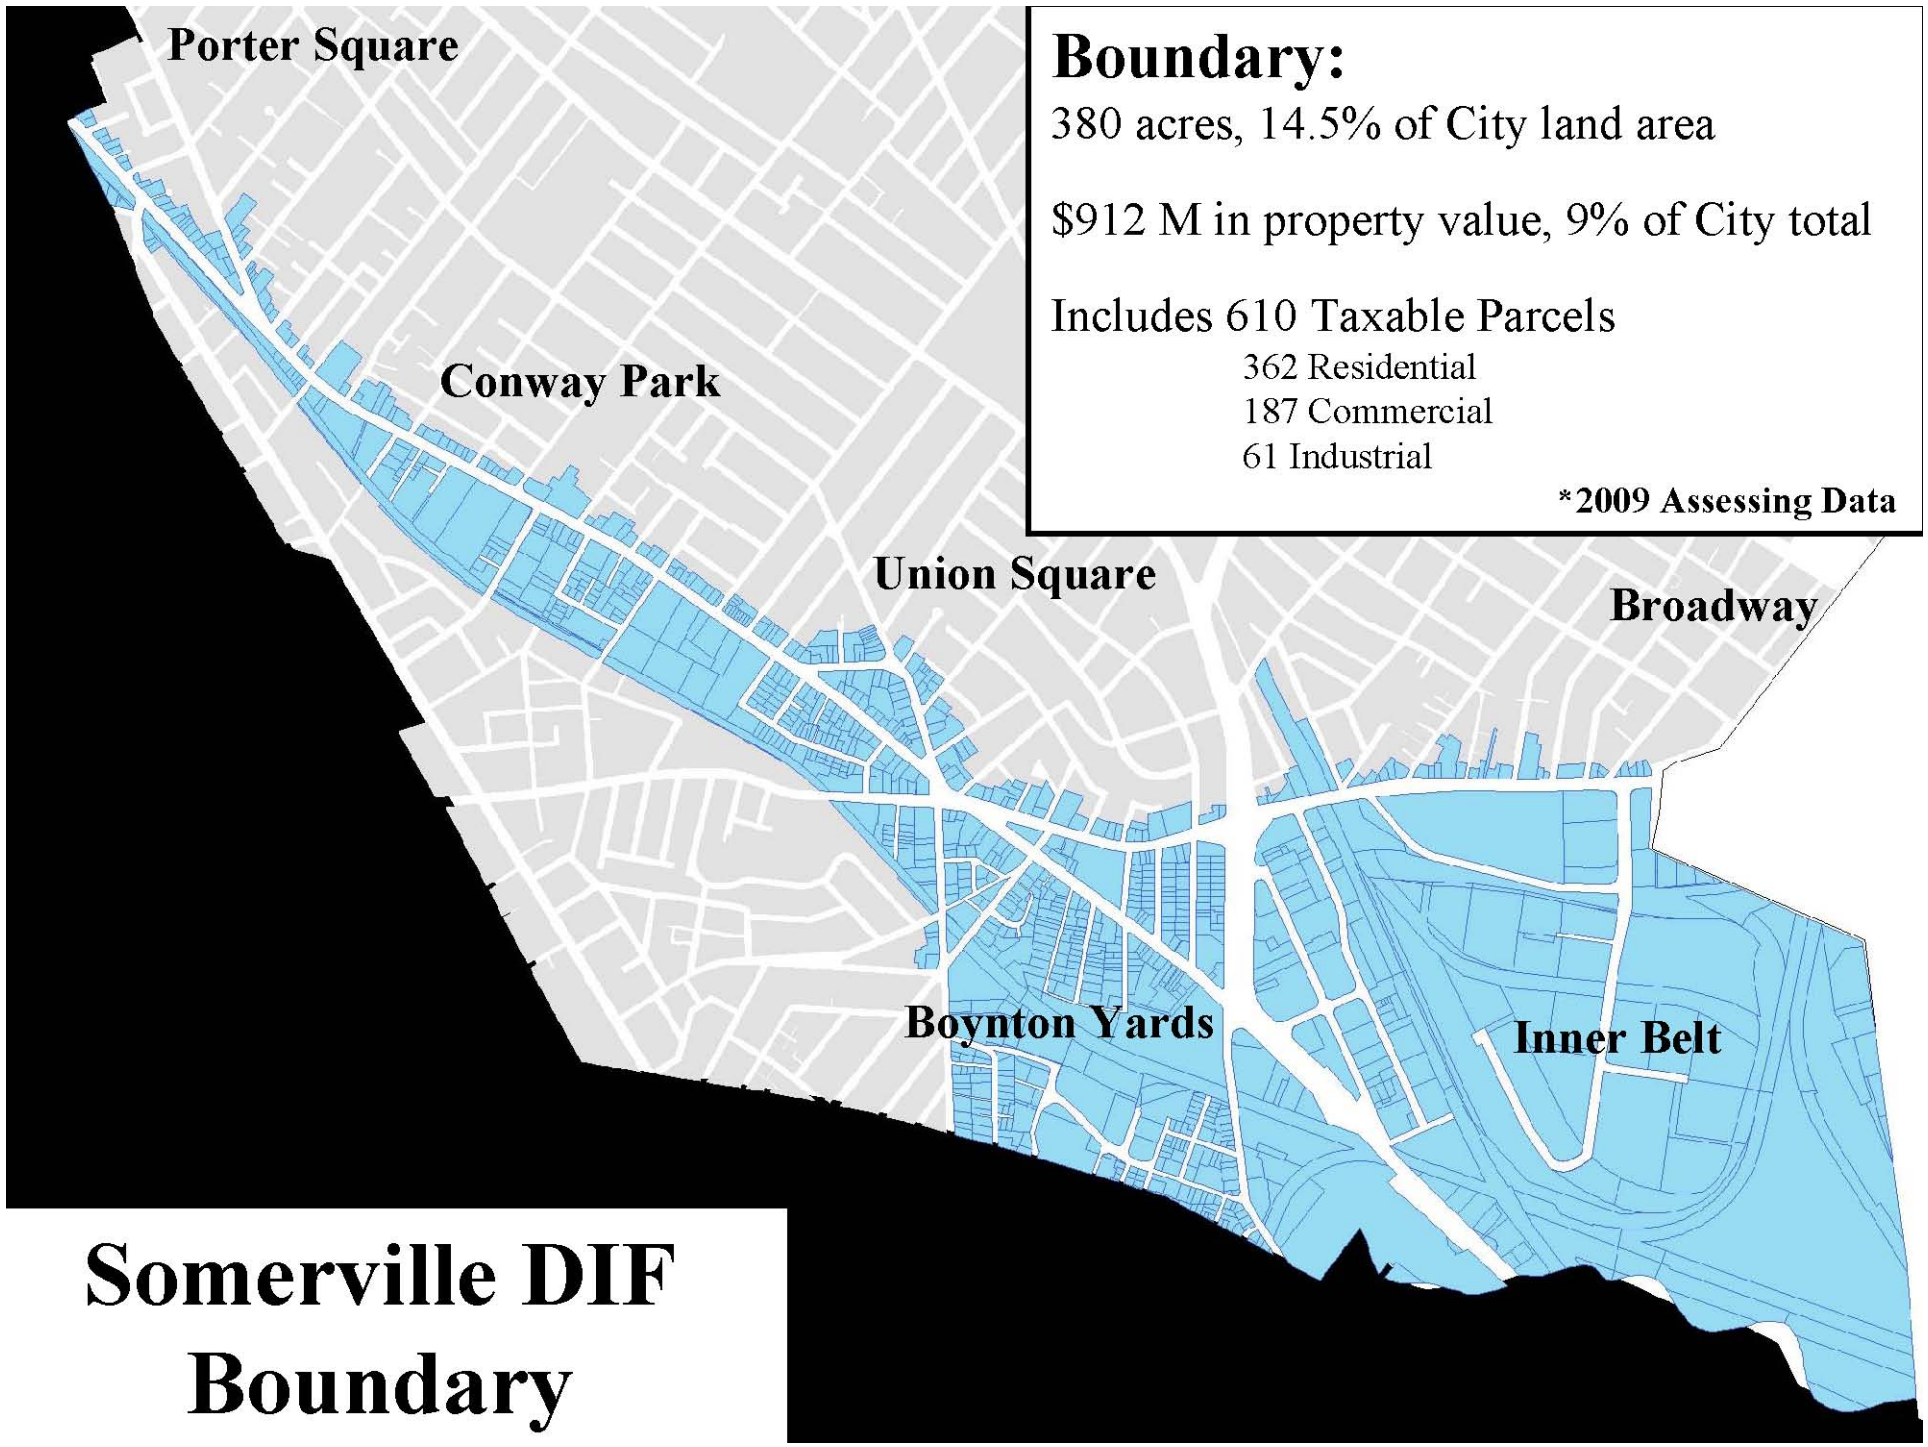 Porter Square
Boundary:
380 acres, 14.5% of City land area
$912 M in property value, 9% of City total
Includes 610 Taxable Parcels
362 Residential
187 Commercial
61 Industrial
*2009 Assessing Data
Conway Park
Union Square
Broadway
Boynton Yards
Inner Belt
Somerville DIF
Boundary